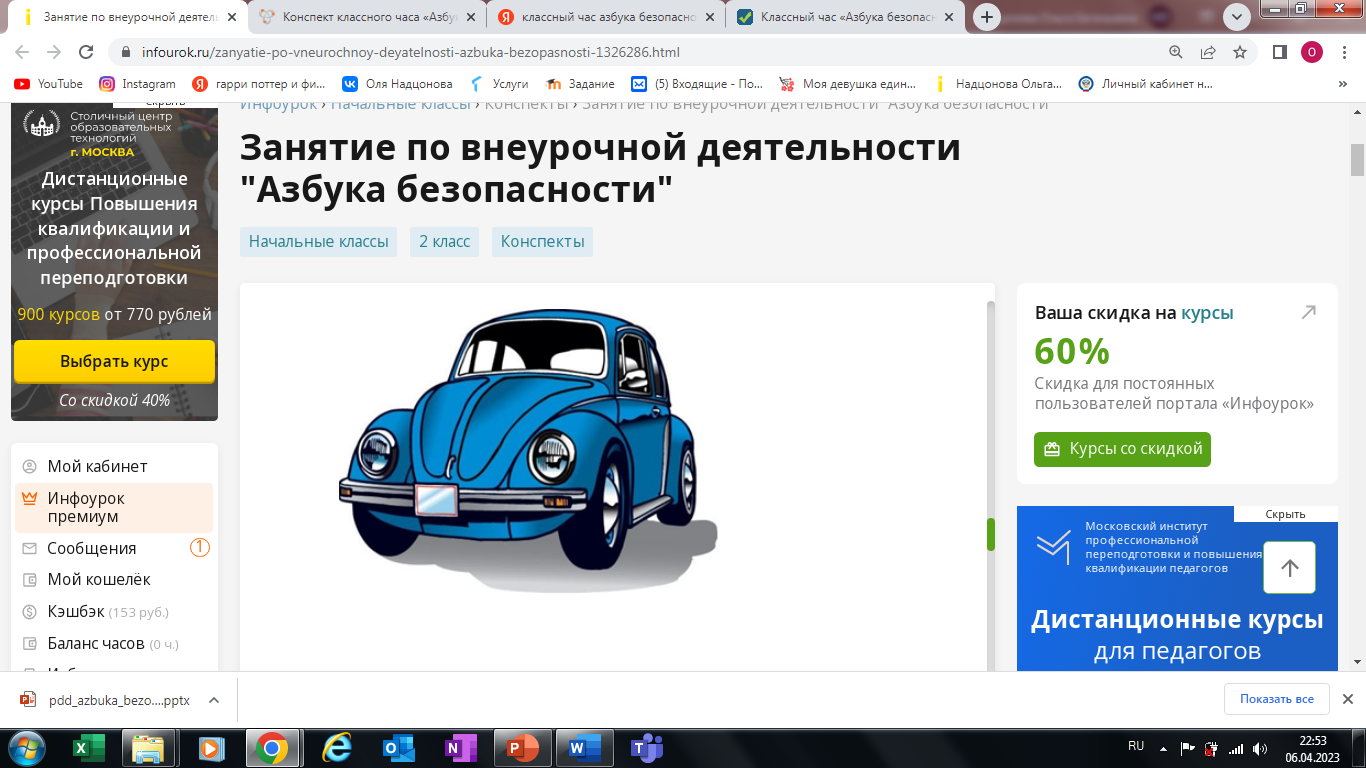 Занятие по внеурочной деятель
Конспект классного часа «Азбу
классный час азбука безопасно
Классный час «Азбука безопасн
infourok.ru/zanyatie-po-vneurochnoy-deyatelnosti-azbuka-bezopasnosti-1326286.html
YouTube
Instagram
гарри поттер и фи...
Оля Надцонова
Услуги
Задание
(5) Входящие - По...
Моя девушка един...
Надцонова Ольга...
Личный кабинет н...
»
Скрыть
Инфоурок › Начальные классы › Конспекты › Занятие по внеурочной деятельности "Азбука безопасности"
Столичный центр
образовательных
технологий
г. МОСКВА
Дистанционные
курсы Повышения
квалификации и
профессиональной
переподготовки
900 курсов от 770 рублей
Выбрать курс
Со скидкой 40%
Занятие по внеурочной деятельности
"Азбука безопасности"
Начальные классы
2 класс
Конспекты
Мой кабинет
Инфоурок
премиум
Сообщения
1
Мой кошелёк
Кэшбэк (153 руб.)
Баланс часов (0 ч.)
Ваша скидка на курсы
60%
Скидка для постоянных
пользователей портала «Инфоурок»
Курсы со скидкой
Скрыть
Московский институт
профессиональной
переподготовки и повышения
квалификации педагогов
Дистанционные курсы
для педагогов
pdd_azbuka_bezo....pptx
Показать все
RU
22:53
06.04.2023